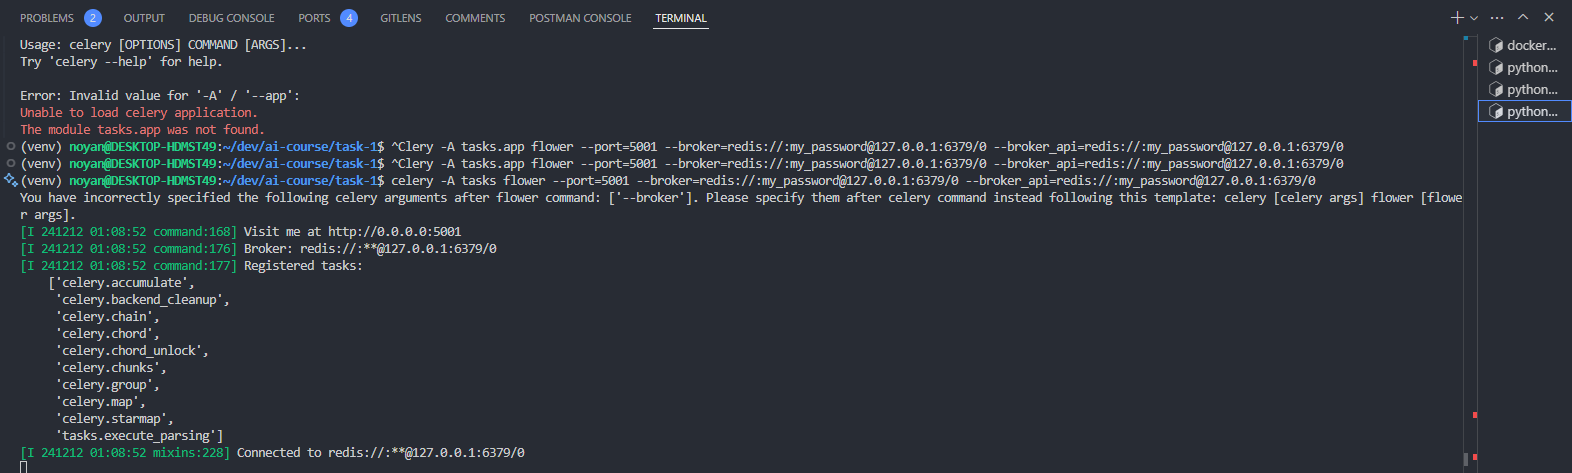 PROBLEMS 2 OUTPUT DEBUG CONSOLE PORTS 4 GITLENS COMMENTS POSTMAN CONSOLE TERMINAL
Usage: celery [OPTIONS] COMMAND [ARGS]...
Try 'celery --help' for help.
Error: Invalid value for '-A' / '--app':
Unable to load celery application.
The module tasks.app was not found.
(venv) noyan@DESKTOP-HDMST49:~/dev/ai-course/task-1$ ^Clery -A tasks.app flower --port=5001 --broker=redis://:my_password@127.0.0.1:6379/0 --broker_api=redis://:my_password@127.0.0.1:6379/0
(venv) noyan@DESKTOP-HDMST49:~/dev/ai-course/task-1$ ^Clery -A tasks.app flower --port=5001 --broker=redis://:my_password@127.0.0.1:6379/0 --broker_api=redis://:my_password@127.0.0.1:6379/0
(venv) noyan@DESKTOP-HDMST49:~/dev/ai-course/task-1$ celery -A tasks flower --port=5001 --broker=redis://:my_password@127.0.0.1:6379/0 --broker_api=redis://:my_password@127.0.0.1:6379/0
You have incorrectly specified the following celery arguments after flower command: ['--broker']. Please specify them after celery command instead following this template: celery [celery args] flower [flowe
r args].
[I 241212 01:08:52 command:168] Visit me at http://0.0.0.0:5001
[I 241212 01:08:52 command:176] Broker: redis://:**@127.0.0.1:6379/0
[I 241212 01:08:52 command:177] Registered tasks:
['celery.accumulate',
'celery.backend_cleanup',
'celery.chain',
'celery.chord',
'celery.chord_unlock',
'celery.chunks',
'celery.group',
'celery.map',
'celery.starmap',
'tasks.execute_parsing']
[I 241212 01:08:52 mixins:228] Connected to redis://:**@127.0.0.1:6379/0
docker...
python...
python...
python...